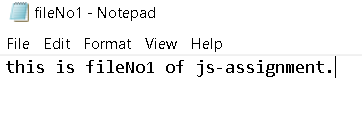 fileNo1 - Notepad
File Edit Format View Help
this is fileNo1 of js-assignment.